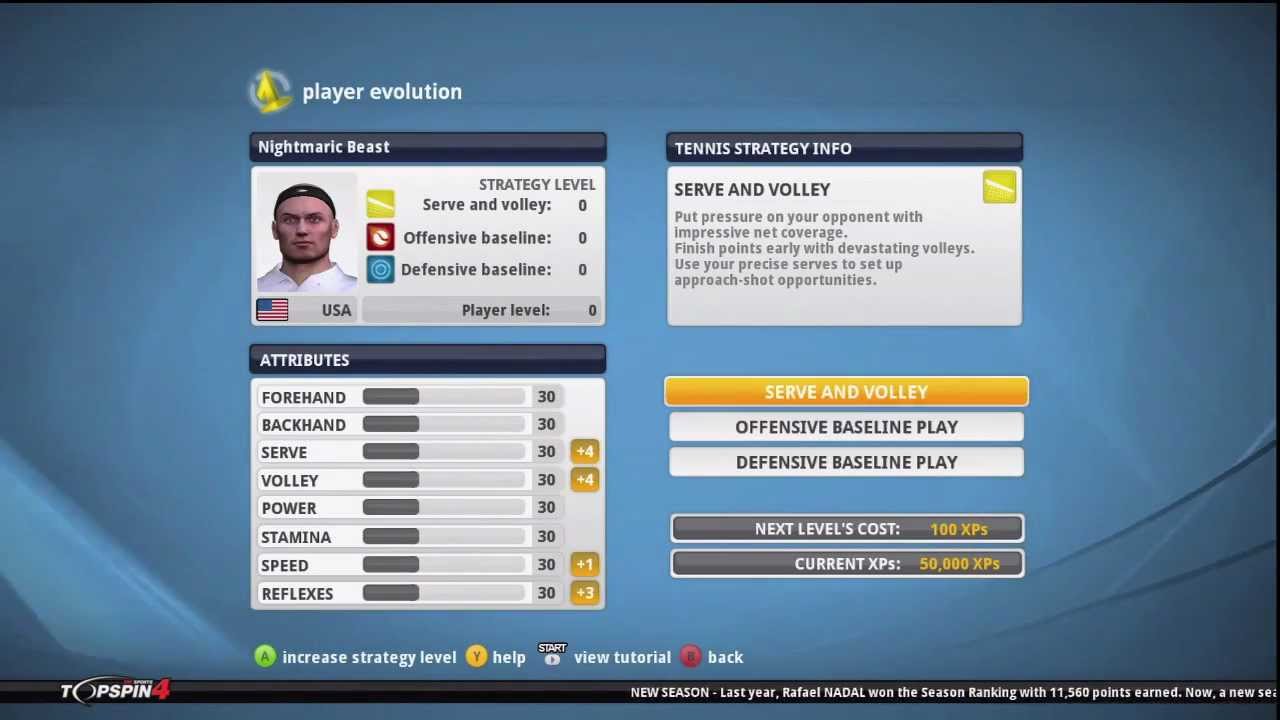 player evolution
Nightmaric Beast
STRATEGY LEVEL
Serve and volley: 0
Offensive baseline: 0
Defensive baseline: 0
USA
Player level: 0
TENNIS STRATEGY INFO
SERVE AND VOLLEY
Put pressure on your opponent with
impressive net coverage.
Finish points early with devastating volleys.
Use your precise serves to set up
approach-shot opportunities.
ATTRIBUTES
FOREHAND 30
BACKHAND 30
SERVE 30 +4
VOLLEY 30 +4
POWER 30
STAMINA 30
SPEED 30 +1
REFLEXES 30 +3
SERVE AND VOLLEY
OFFENSIVE BASELINE PLAY
DEFENSIVE BASELINE PLAY
NEXT LEVEL'S COST: 100 XPs
CURRENT XPs: 50,000 XPs
A increase strategy level Y help START view tutorial B back
2K SPORTS
TOPSPIN 4
NEW SEASON - Last year, Rafael NADAL won the Season Ranking with 11,560 points earned. Now, a new sea